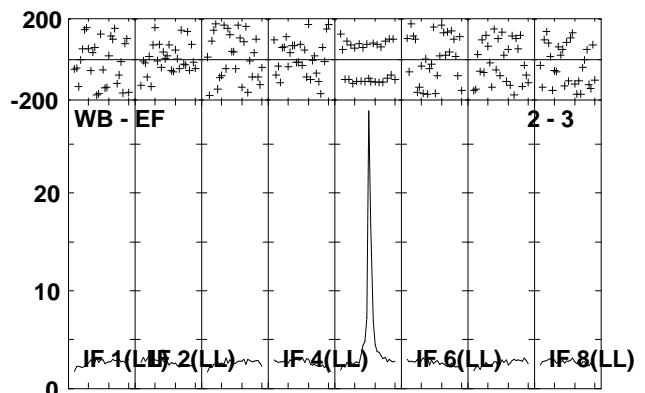 200
-200
WB - EF 2 - 3
20
10
IF 1(LL) IF 2(LL) IF 4(LL) IF 6(LL) IF 8(LL)
0